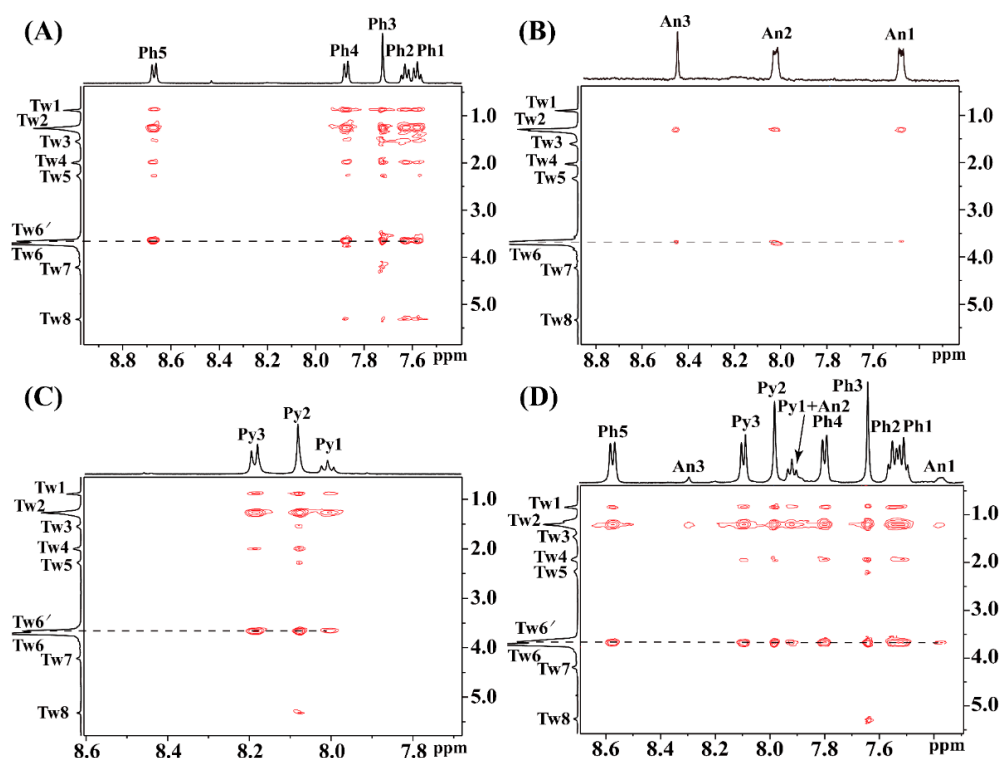 (A)
Ph5
Ph4
Ph3
Ph2
Ph1
Tw1
Tw2
Tw3
Tw4
Tw5
Tw6′
Tw6
Tw7
Tw8
1.0
2.0
3.0
4.0
5.0
8.8 8.6 8.4 8.2 8.0 7.8 7.6 ppm
(B)
An3
An2
An1
Tw1
Tw2
Tw3
Tw4
Tw5
Tw6
Tw8
1.0
2.0
3.0
4.0
5.0
8.8 8.6 8.4 8.2 8.0 7.8 7.6 7.4 ppm
(C)
Py3
Py2
Py1
Tw1
Tw2
Tw3
Tw4
Tw5
Tw6′
Tw6
Tw7
Tw8
1.0
2.0
3.0
4.0
5.0
8.6 8.4 8.2 8.0 7.8 ppm
(D)
Ph5
An3
Py3
Py2
Py1+An2
Ph4
Ph3
Ph2
Ph1
An1
Tw1
Tw2
Tw3
Tw4
Tw5
Tw6′
Tw6
Tw7
Tw8
1.0
2.0
3.0
4.0
5.0
8.6 8.4 8.2 8.0 7.8 7.6 ppm